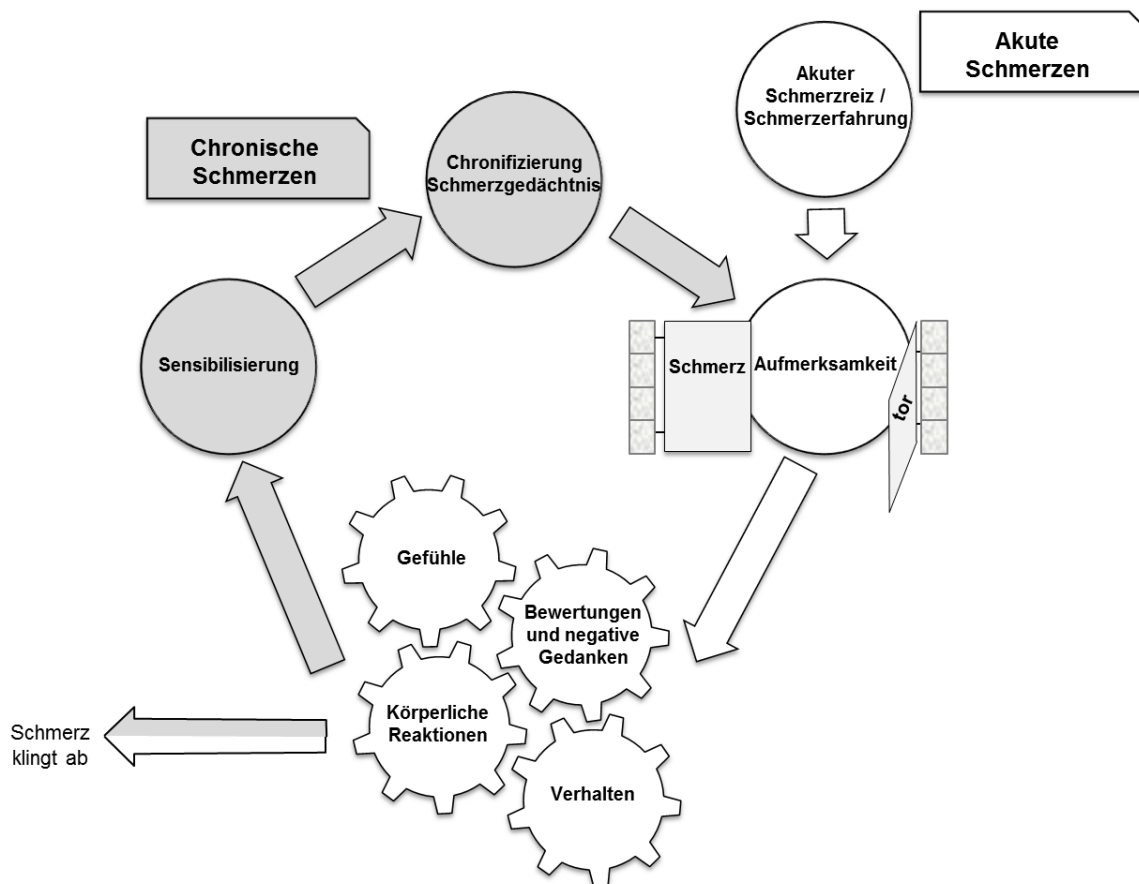 Akute
Schmerzen
Akuter
Schmerzreiz /
Schmerzerfahrung
Chronische
Schmerzen
Chronifizierung
Schmerzgedächtnis
Sensibilisierung
Schmerz
Aufmerksamkeit
tor
Gefühle
Bewertungen
und negative
Gedanken
Körperliche
Reaktionen
Verhalten
Schmerz
klingt ab